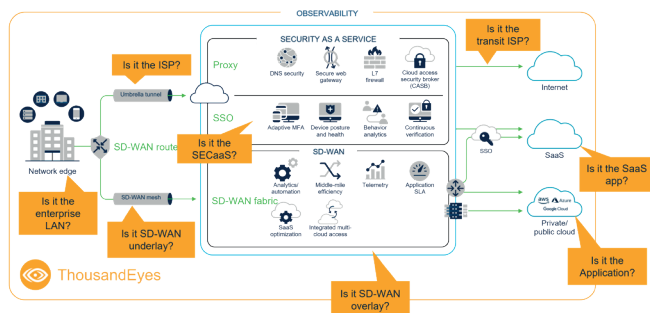 OBSERVABILITY
SECURITY AS A SERVICE
Is it the
transit ISP?
Is it the ISP?
Proxy
DNS security
Secure web
gateway
L7
firewall
Cloud access
security broker
(CASB)
Internet
Umbrella tunnel
SSO
Adaptive MFA
Device posture
and health
Behavior
analytics
Continuous
verification
SD-WAN route
Is it the
SECaaS?
SSO
SaaS
Network edge
SD-WAN
Is it the SaaS
app?
Is it the
enterprise
LAN?
SD-WAN mesh
SD-WAN fabric
Analytics/
automation
Middle-mile
efficiency
Telemetry
Application
SLA
aws
Azure
Google Cloud
Private/
public cloud
Is it SD-WAN
underlay?
SaaS
optimization
Integrated multi-
cloud access
Is it the
Application?
ThousandEyes
Is it SD-WAN
overlay?